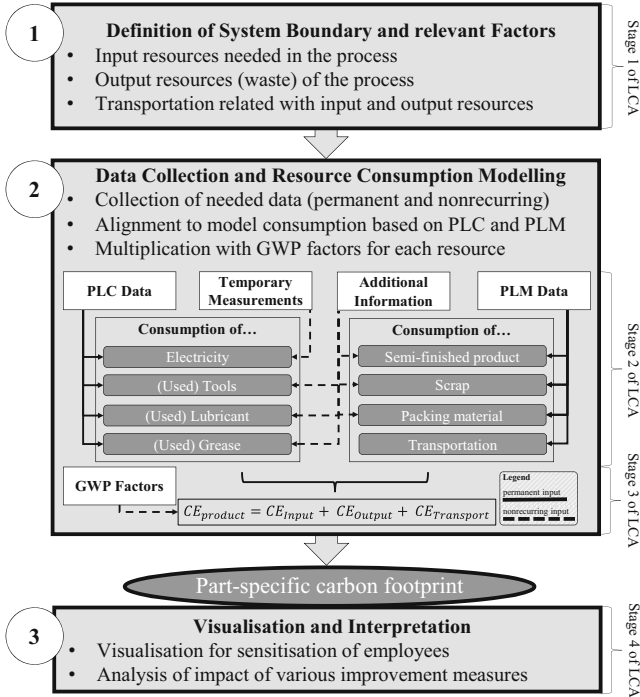 1
Definition of System Boundary and relevant Factors
• Input resources needed in the process
• Output resources (waste) of the process
• Transportation related with input and output resources
Stage 1 of LCA
2
Data Collection and Resource Consumption Modelling
• Collection of needed data (permanent and nonrecurring)
• Alignment to model consumption based on PLC and PLM
• Multiplication with GWP factors for each resource
PLC Data
Temporary
Measurements
Additional
Information
PLM Data
Consumption of…
Electricity
(Used) Tools
(Used) Lubricant
(Used) Grease
Consumption of...
Semi-finished product
Scrap
Packing material
Transportation
Stage 2 of LCA
GWP Factors
CE_product = CE_Input + CE_Output + CE_Transport
Legend
permanent input
nonrecurring input
Stage 3 of LCA
Part-specific carbon footprint
3
Visualisation and Interpretation
• Visualisation for sensitisation of employees
• Analysis of impact of various improvement measures
Stage 4 of LCA